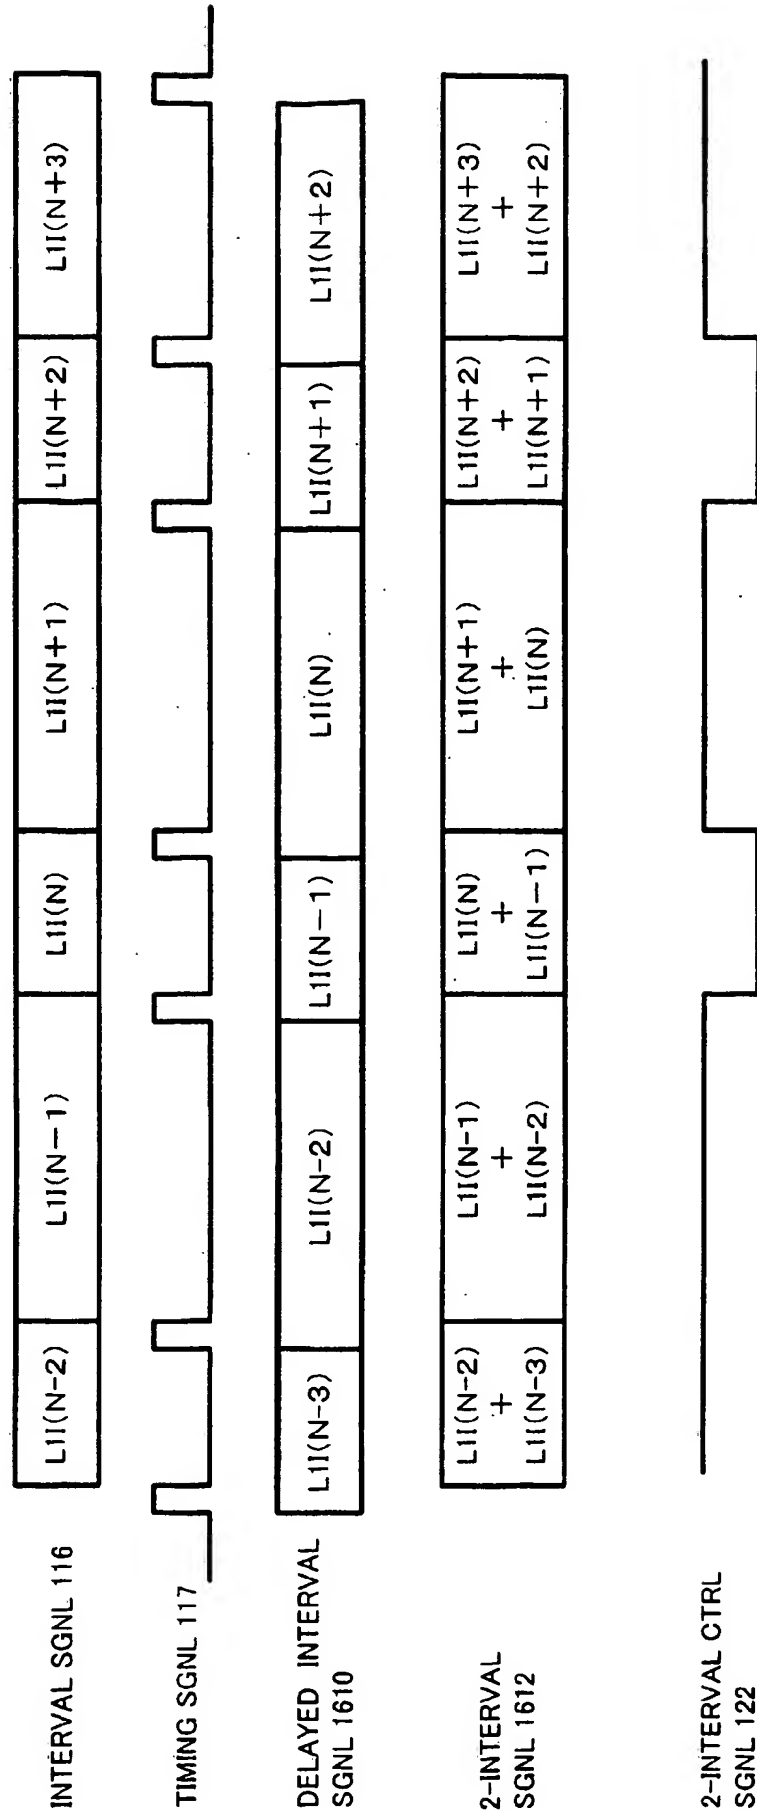 INTERVAL SGNL 116
L1I(N-2)
L1I(N-1)
L1I(N)
L1I(N+1)
L1I(N+2)
L1I(N+3)
TIMING SGNL 117
DELAYED INTERVAL
SGNL 1610
L1I(N-3)
L1I(N-2)
L1I(N-1)
L1I(N)
L1I(N+1)
L1I(N+2)
2-INTERVAL
SGNL 1612
L1I(N-2)
+
L1I(N-3)
L1I(N-1)
+
L1I(N-2)
L1I(N)
+
L1I(N-1)
L1I(N+1)
+
L1I(N)
L1I(N+2)
+
L1I(N+1)
L1I(N+3)
+
L1I(N+2)
2-INTERVAL CTRL
SGNL 122